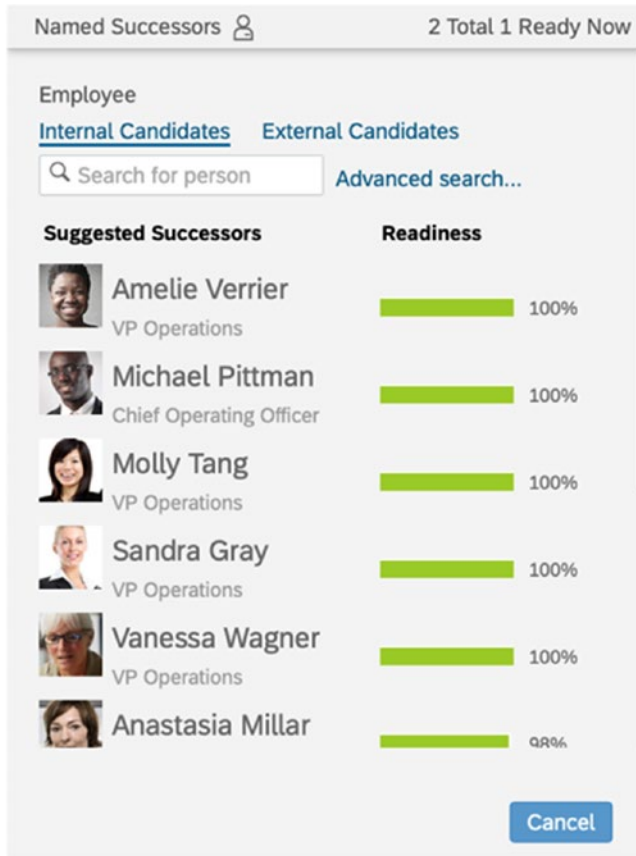 Named Successors 2 Total 1 Ready Now
Employee
Internal Candidates External Candidates
Search for person Advanced search...
Suggested Successors Readiness
Amelie Verrier
VP Operations 100%
Michael Pittman
Chief Operating Officer 100%
Molly Tang
VP Operations 100%
Sandra Gray
VP Operations 100%
Vanessa Wagner
VP Operations 100%
Anastasia Millar
98%
Cancel